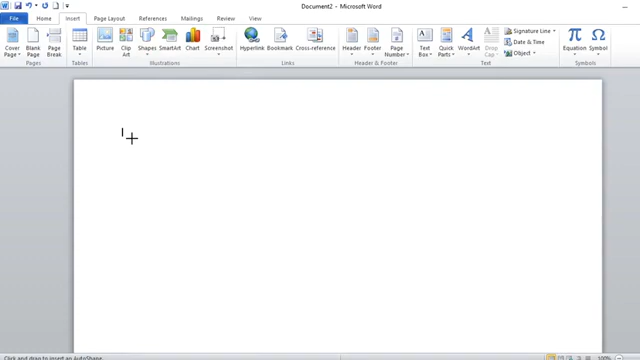 Document2 - Microsoft Word
File Home Insert Page Layout References Mailings Review View
Cover Page Blank Page Page Break Table Picture Clip Art Shapes SmartArt Chart Screenshot Hyperlink Bookmark Cross-reference Header Footer Page Number Text Box Quick Parts WordArt Drop Cap Signature Line Date & Time Object Equation Symbol
Pages Tables Illustrations Links Header & Footer Text Symbols
Click and drag to insert an AutoShape. 100%